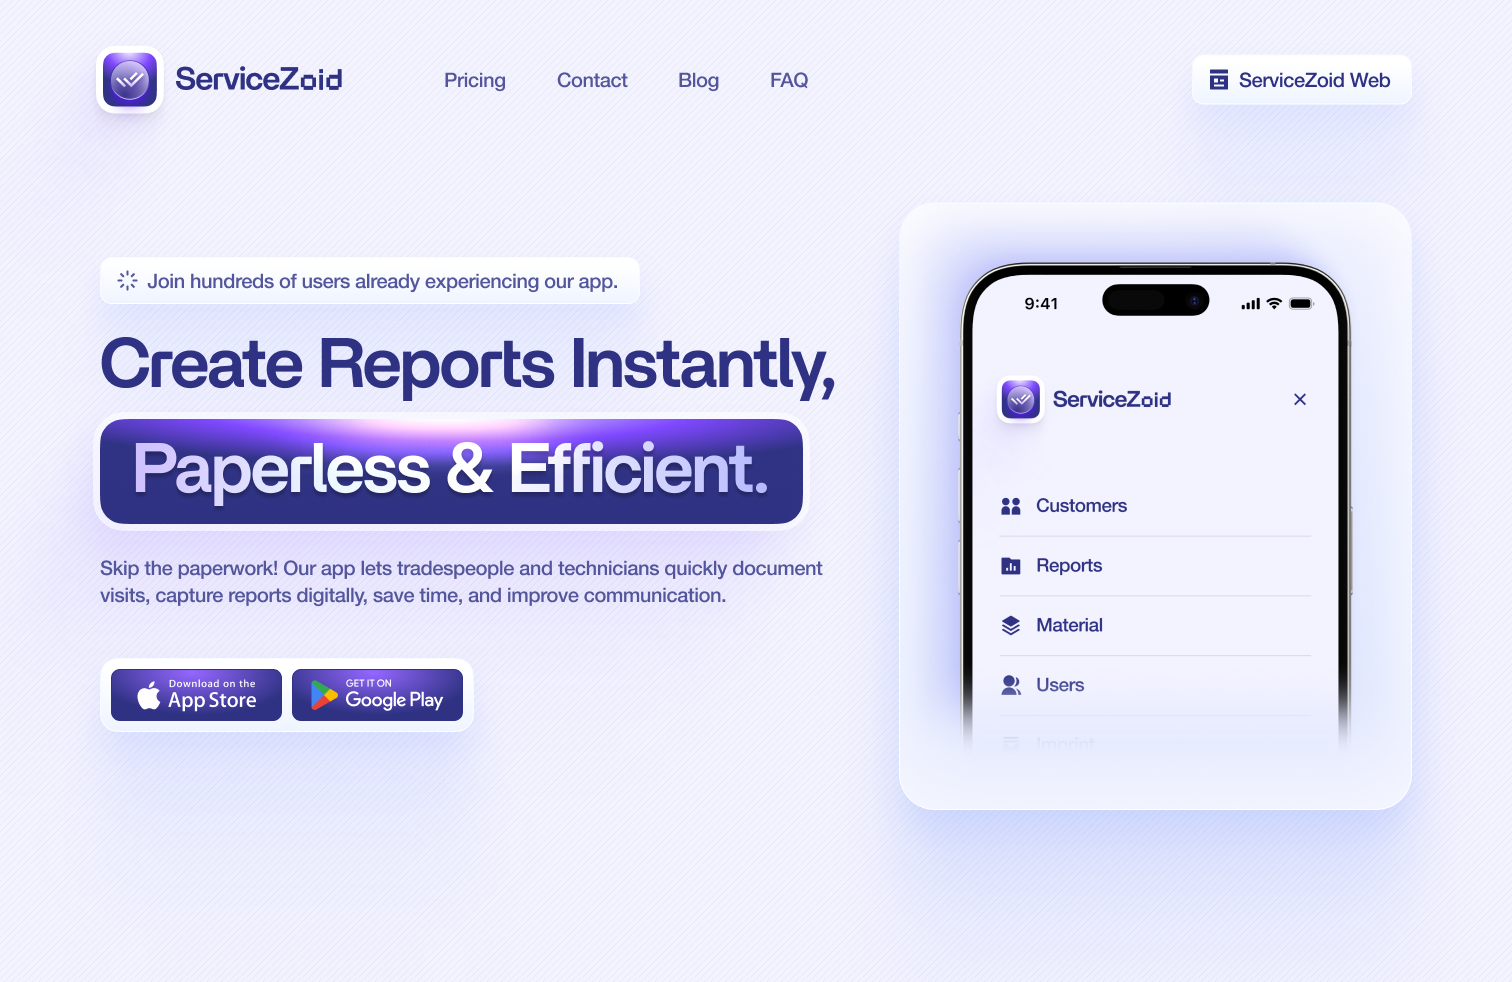 ServiceZoid
Pricing
Contact
Blog
FAQ
ServiceZoid Web
Join hundreds of users already experiencing our app.
Create Reports Instantly,
Paperless & Efficient.
Skip the paperwork! Our app lets tradespeople and technicians quickly document
visits, capture reports digitally, save time, and improve communication.
Download on the
App Store
GET IT ON
Google Play
9:41
ServiceZoid
Customers
Reports
Material
Users
Imprint